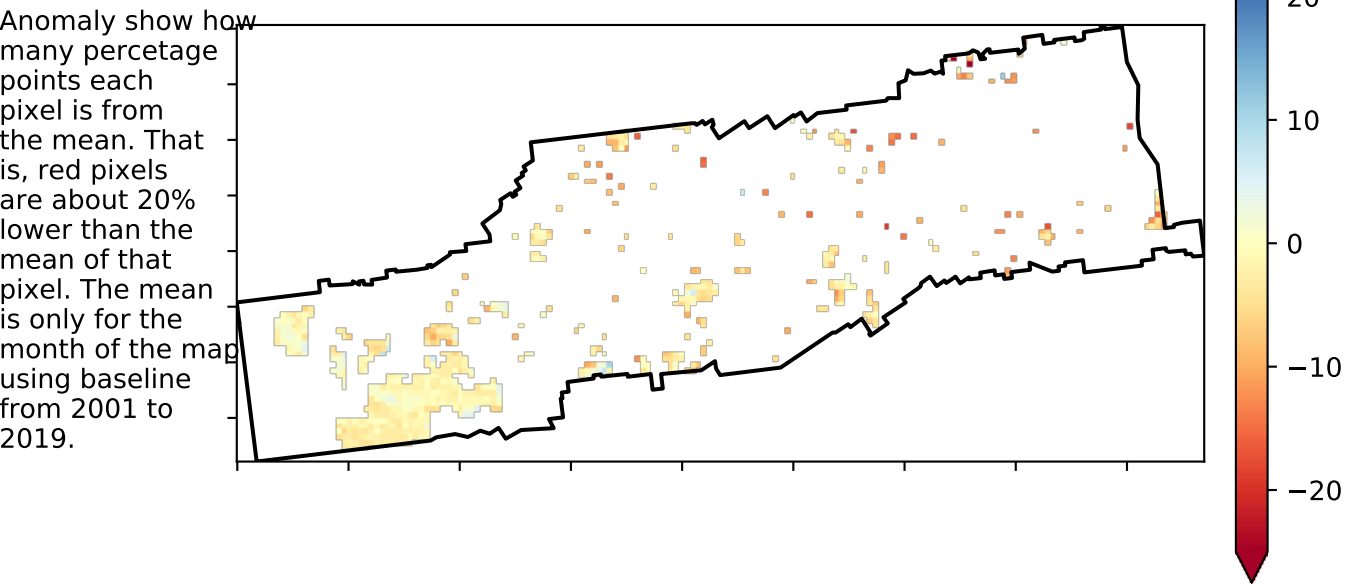 Anomaly show how
many percetage
points each
pixel is from
the mean. That
is, red pixels
are about 20%
lower than the
mean of that
pixel. The mean
is only for the
month of the map
using baseline
from 2001 to
2019.
20
10
0
−10
−20